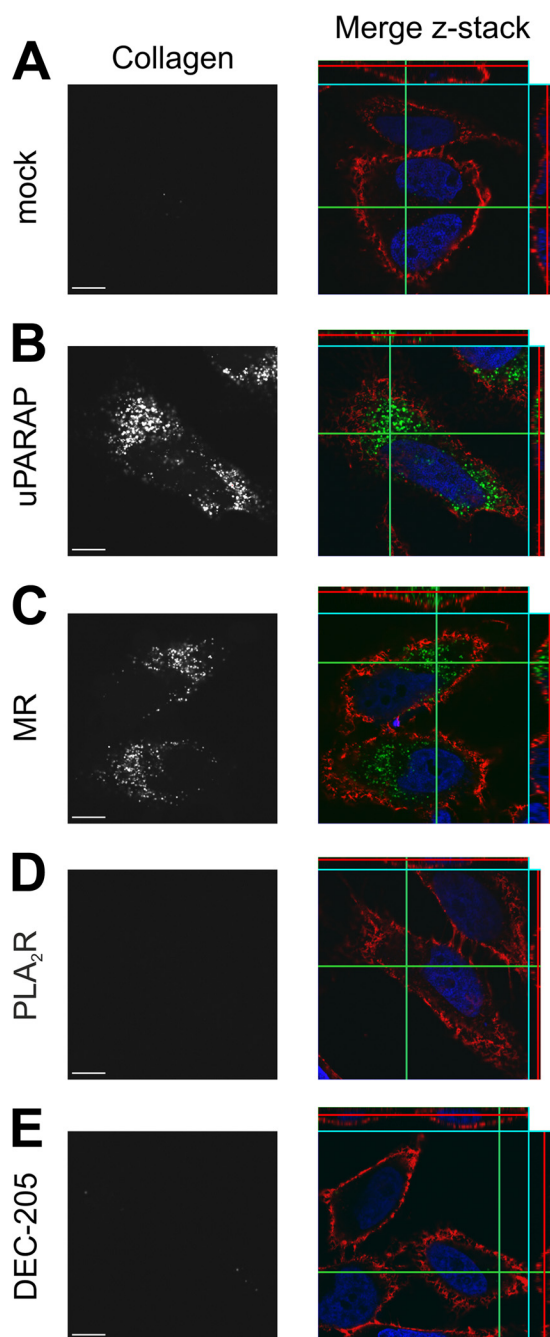 Merge z-stack
Collagen
A
mock
B
uPARAP
C
MR
D
PLA₂R
E
DEC-205